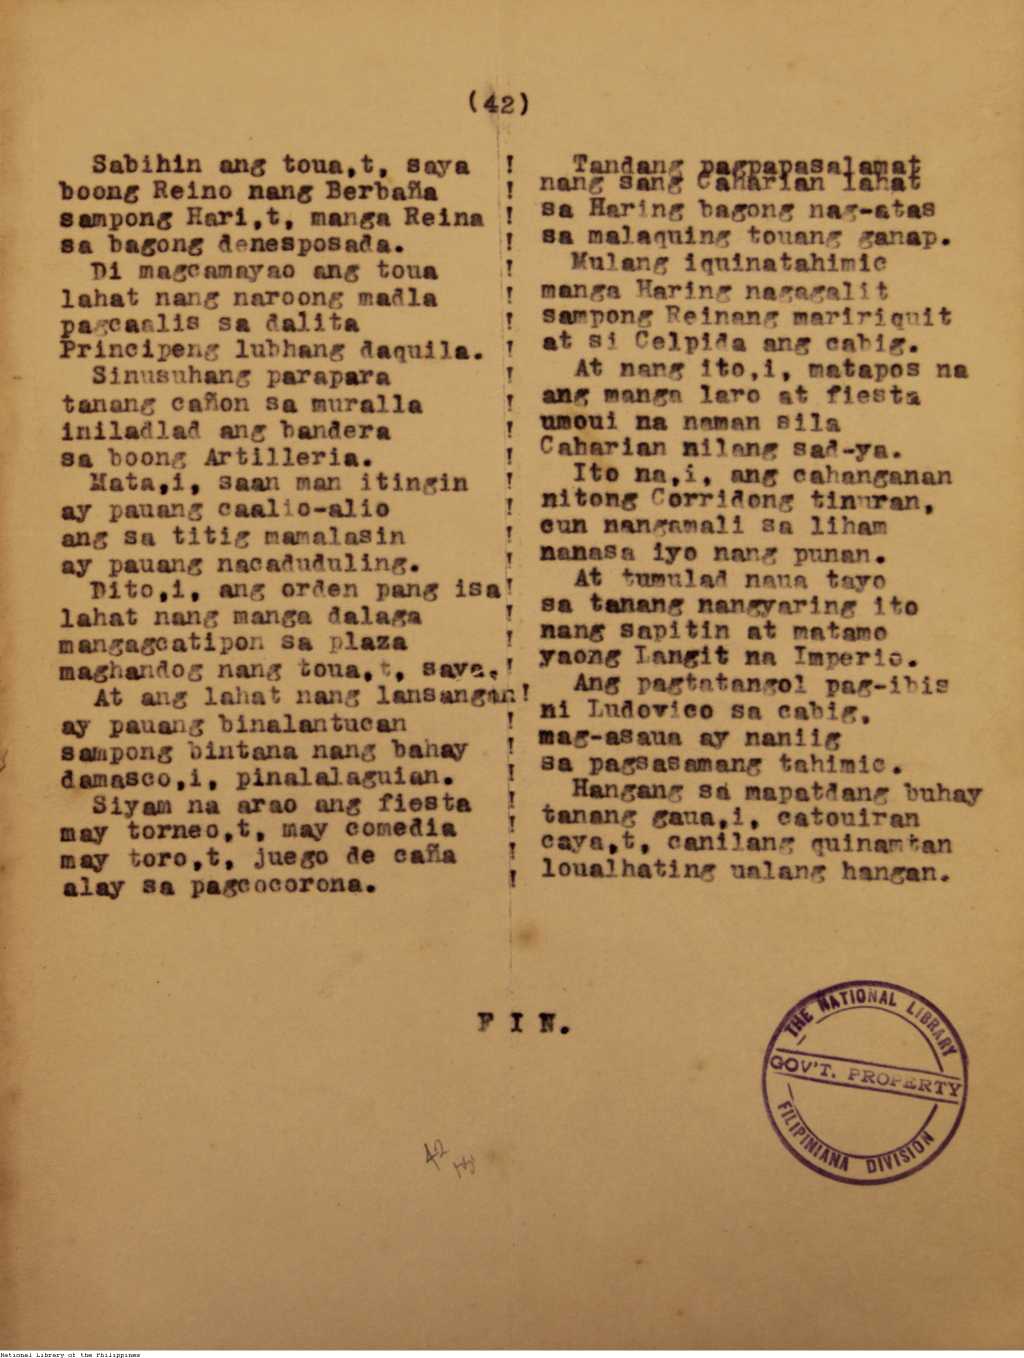 (42)
Sabihin ang toua,t, saya
boong Reino nang Berbaña
sampong Hari,t, manga Reina
sa bagong denesposada.
Di magcamayao ang toua
lahat nang naroong madla
pagcaalis sa dalita
Principeng lubhang daquila.
Sinusuhang parapara
tanang cañon sa muralla
iniladlad ang bandera
sa boong Artilleria.
Mata,i, saan man itingin
ay pauang caalio-alio
ang sa titig mamalasin
ay pauang nacaduduling.
Dito,i, ang orden pang isa
lahat nang manga dalaga
mangagcatipon sa plaza
maghandog nang toua,t, saya.
At ang lahat nang lansangan
ay pauang binalantucan
sampong bintana nang bahay
damasco,i, pinalalaguian.
Siyam na arao ang fiesta
may torneo,t, may comedia
may toro,t, juego de caña
alay sa pagcocorona.
Tandang pagpapasalamat
nang sang Caharian lahat
sa Haring bagong nag-atas
sa malaquing touang ganap.
Mulang iquinatahimic
manga Haring nagagalit
sampong Reinang maririquit
at si Celpida ang cabig.
At nang ito,i, matapos na
ang manga laro at fiesta
umoui na naman sila
Caharian nilang sad-ya.
Ito na,i, ang cahanganan
nitong Corridong tinuran,
cun nangamali sa liham
nanasa iyo nang punan.
At tumulad naua tayo
sa tanang nangyaring ito
nang sapitin at matamo
yaong Langit na Imperio.
Ang pagtatangol pag-ibis
ni Ludovico sa cabig,
mag-asaua ay naniig
sa pagsasamang tahimic.
Hangang sa mapatdang buhay
tanang gaua,i, catouiran
caya,t, canilang quinamtan
loualhating ualang hangan.
F I N.
THE NATIONAL LIBRARY
GOV'T. PROPERTY
FILIPINIANA DIVISION
42
National Library of the Philippines